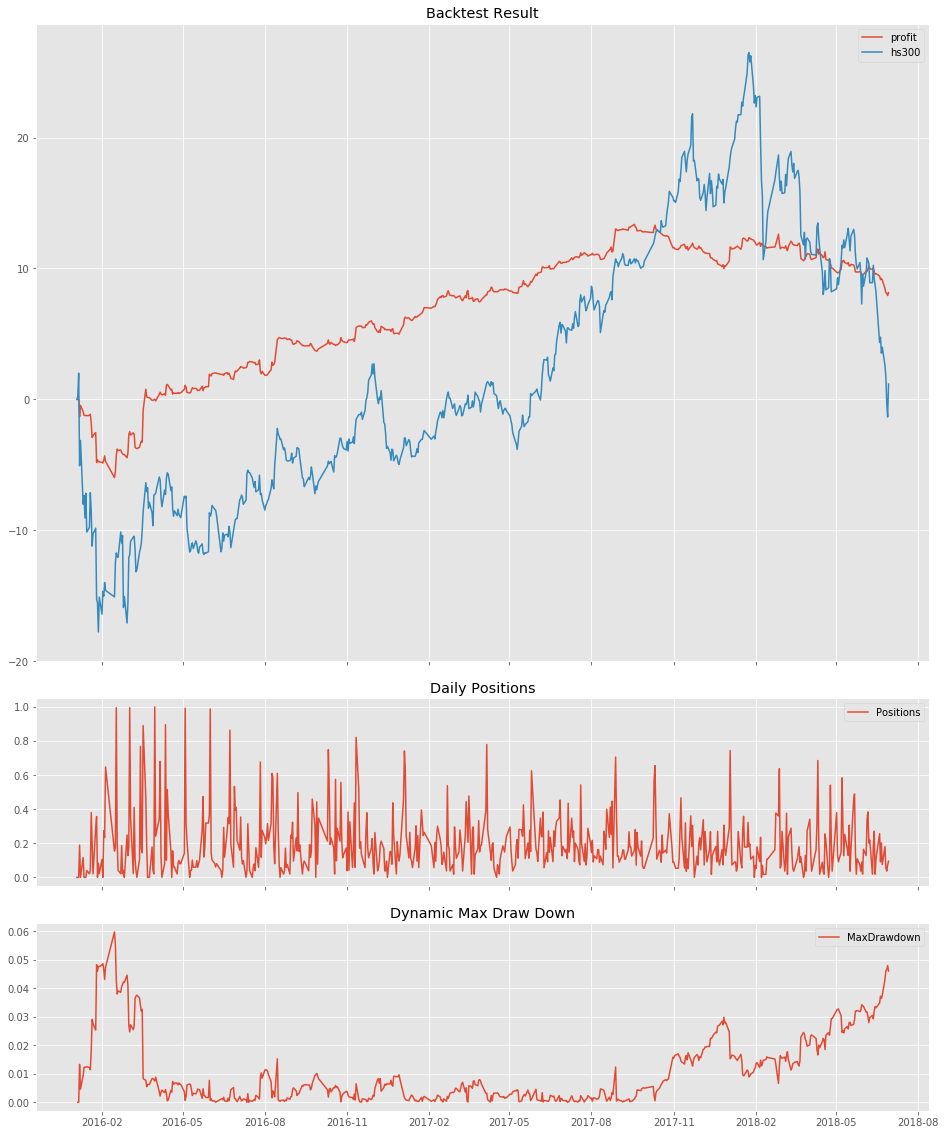 Backtest Result
profit
hs300
20
10
0
−10
−20
Daily Positions
Positions
1.0
0.8
0.6
0.4
0.2
0.0
Dynamic Max Draw Down
MaxDrawdown
0.06
0.05
0.04
0.03
0.02
0.01
0.00
2016-02 2016-05 2016-08 2016-11 2017-02 2017-05 2017-08 2017-11 2018-02 2018-05 2018-08